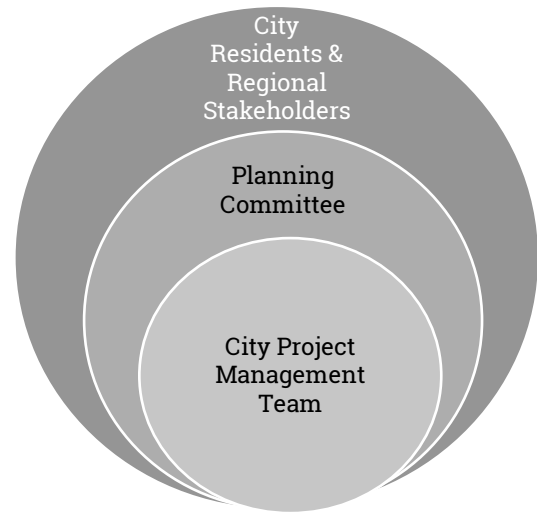 City
Residents &
Regional
Stakeholders
Planning
Committee
City Project
Management
Team